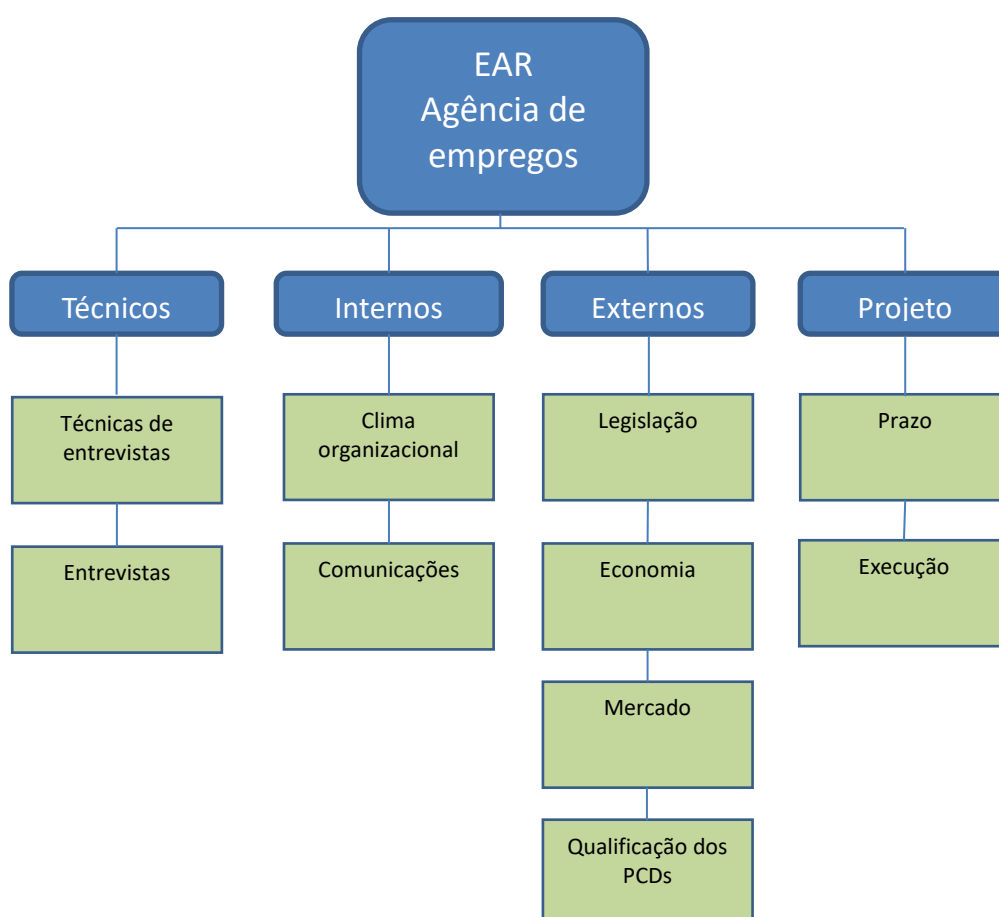 EAR
Agência de
empregos
Técnicos
Internos
Externos
Projeto
Técnicas de
entrevistas
Clima
organizacional
Legislação
Prazo
Entrevistas
Comunicações
Economia
Execução
Mercado
Qualificação dos
PCDs